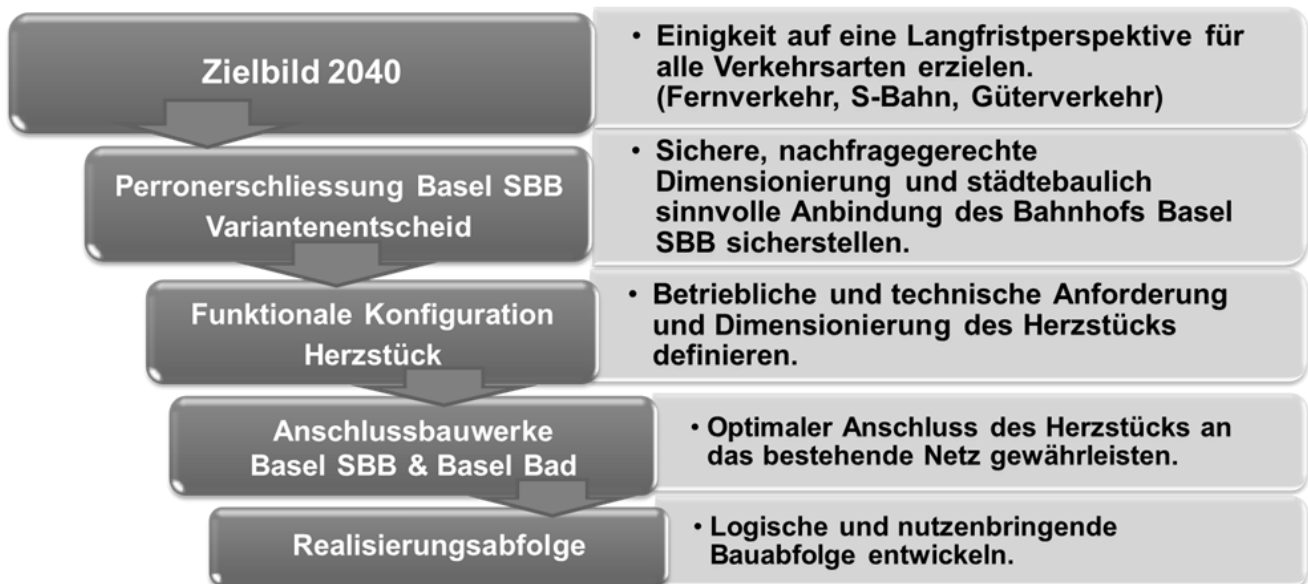 Zielbild 2040
• Einigkeit auf eine Langfristperspektive für
alle Verkehrsarten erzielen.
(Fernverkehr, S-Bahn, Güterverkehr)
Perronerschliessung Basel SBB
Variantenentscheid
• Sichere, nachfragegerechte
Dimensionierung und städtebaulich
sinnvolle Anbindung des Bahnhofs Basel
SBB sicherstellen.
Funktionale Konfiguration
Herzstück
• Betriebliche und technische Anforderung
und Dimensionierung des Herzstücks
definieren.
Anschlussbauwerke
Basel SBB & Basel Bad
• Optimaler Anschluss des Herzstücks an
das bestehende Netz gewährleisten.
Realisierungsabfolge
• Logische und nutzenbringende
Bauabfolge entwickeln.